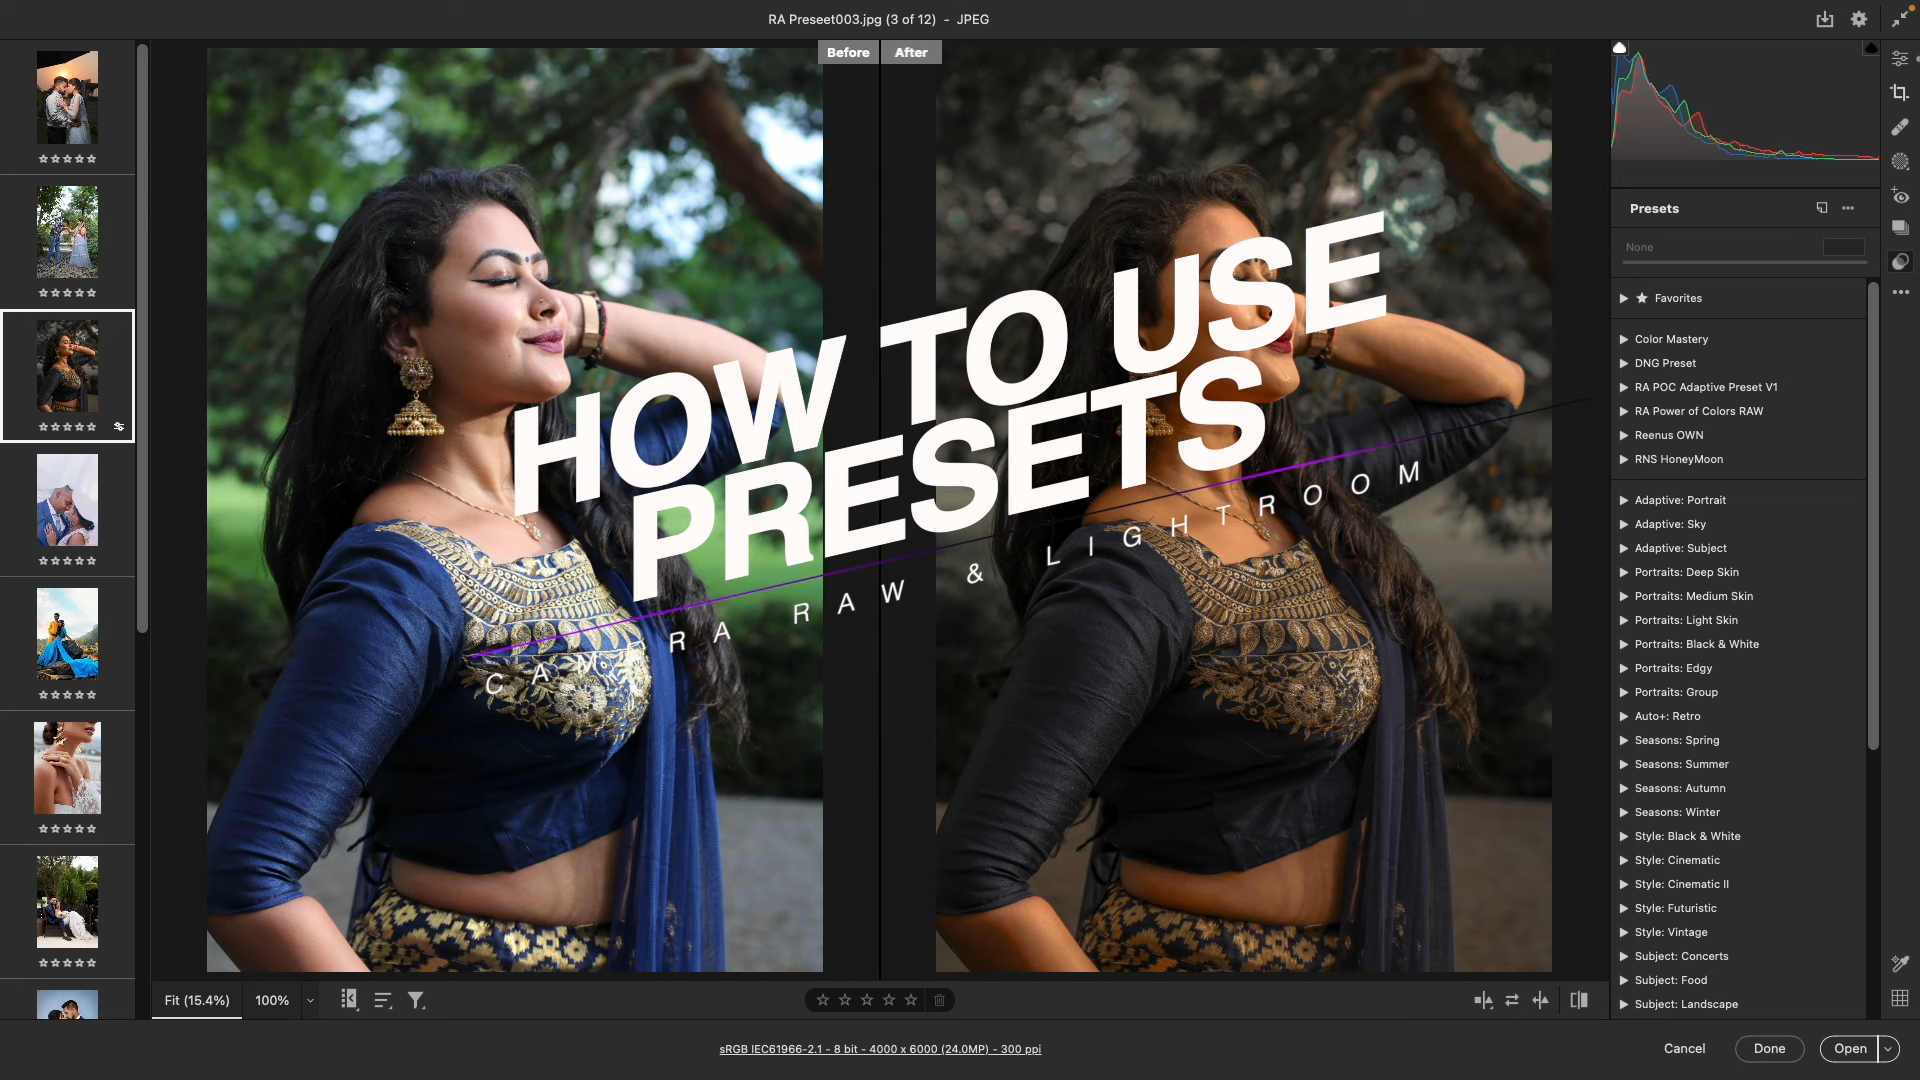 RA Preseet003.jpg (3 of 12) - JPEG
Before
After
HOW TO USE
PRESETS
CAMERA RAW & LIGHTROOM
Presets
None
Favorites
Color Mastery
DNG Preset
RA POC Adaptive Preset V1
RA Power of Colors RAW
Reenus OWN
RNS HoneyMoon
Adaptive: Portrait
Adaptive: Sky
Adaptive: Subject
Portraits: Deep Skin
Portraits: Medium Skin
Portraits: Light Skin
Portraits: Black & White
Portraits: Edgy
Portraits: Group
Auto+: Retro
Seasons: Spring
Seasons: Summer
Seasons: Autumn
Seasons: Winter
Style: Black & White
Style: Cinematic
Style: Cinematic II
Style: Futuristic
Style: Vintage
Subject: Concerts
Subject: Food
Subject: Landscape
Fit (15.4%)
100%
sRGB IEC61966-2.1 - 8 bit - 4000 x 6000 (24.0MP) - 300 ppi
Cancel
Done
Open